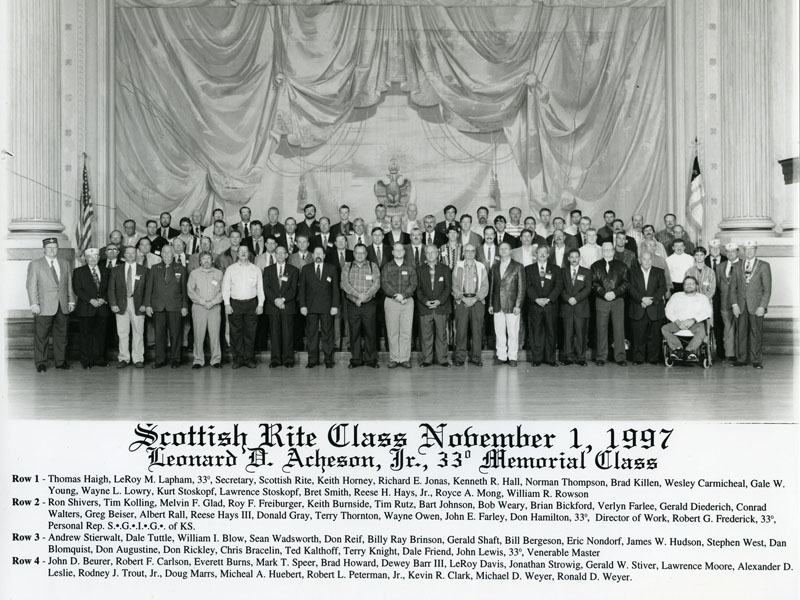 Scottish Rite Class November 1, 1997
Leonard D. Acheson, Jr., 33º Memorial Class
Row 1 - Thomas Haigh, LeRoy M. Lapham, 33º, Secretary, Scottish Rite, Keith Horney, Richard E. Jonas, Kenneth R. Hall, Norman Thompson, Brad Killen, Wesley Carmicheal, Gale W.
Young, Wayne L. Lowry, Kurt Stoskopf, Lawrence Stoskopf, Bret Smith, Reese H. Hays, Jr., Royce A. Mong, William R. Rowson
Row 2 - Ron Shivers, Tim Kolling, Melvin F. Glad, Roy F. Freiburger, Keith Burnside, Tim Rutz, Bart Johnson, Bob Weary, Brian Bickford, Verlyn Farlee, Gerald Diederich, Conrad
Walters, Greg Beiser, Albert Rall, Reese Hays III, Donald Gray, Terry Thornton, Wayne Owen, John E. Farley, Don Hamilton, 33º, Director of Work, Robert G. Frederick, 33º,
Personal Rep. S.•.G.•.I.•.G.•. of KS.
Row 3 - Andrew Stierwalt, Dale Tuttle, William I. Blow, Sean Wadsworth, Don Reif, Billy Ray Brinson, Gerald Shaft, Bill Bergeson, Eric Nondorf, James W. Hudson, Stephen West, Dan
Blomquist, Don Augustine, Don Rickley, Chris Bracelin, Ted Kalthoff, Terry Knight, Dale Friend, John Lewis, 33º, Venerable Master
Row 4 - John D. Beurer, Robert F. Carlson, Everett Burns, Mark T. Speer, Brad Howard, Dewey Barr III, LeRoy Davis, Jonathan Strowig, Gerald W. Stiver, Lawrence Moore, Alexander D.
Leslie, Rodney J. Trout, Jr., Doug Marrs, Micheal A. Huebert, Robert L. Peterman, Jr., Kevin R. Clark, Michael D. Weyer, Ronald D. Weyer.